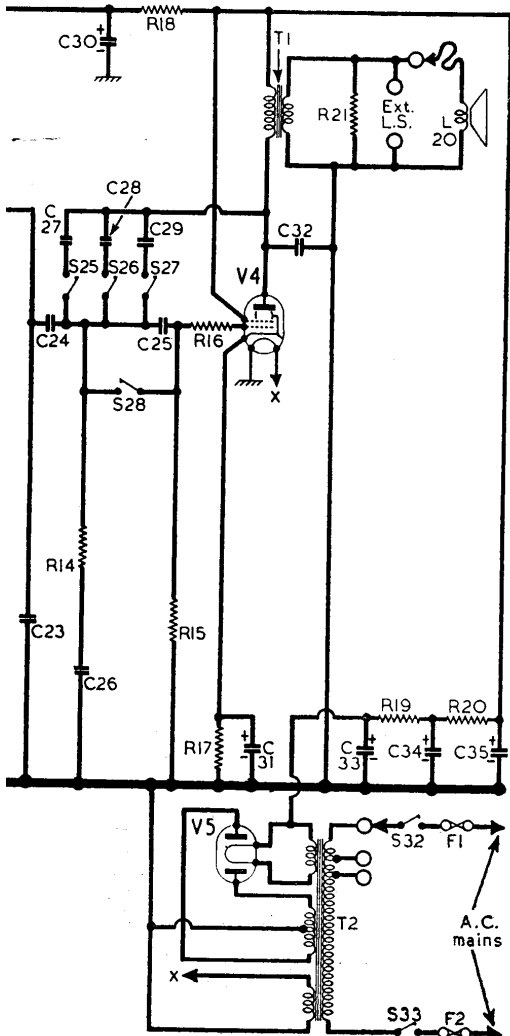 R18
T1
+
C30
-
R21
Ext.
L.S.
L
20
C28
C
27
C29
C32
S25
S26
S27
V4
C24
C25
R16
X
S28
R14
R15
C23
C26
R19
R20
R17
+
-
C
31
+
-
C
33
+
-
C34
+
-
C35
V5
S32
F1
T2
A.C.
mains
X
S33
F2